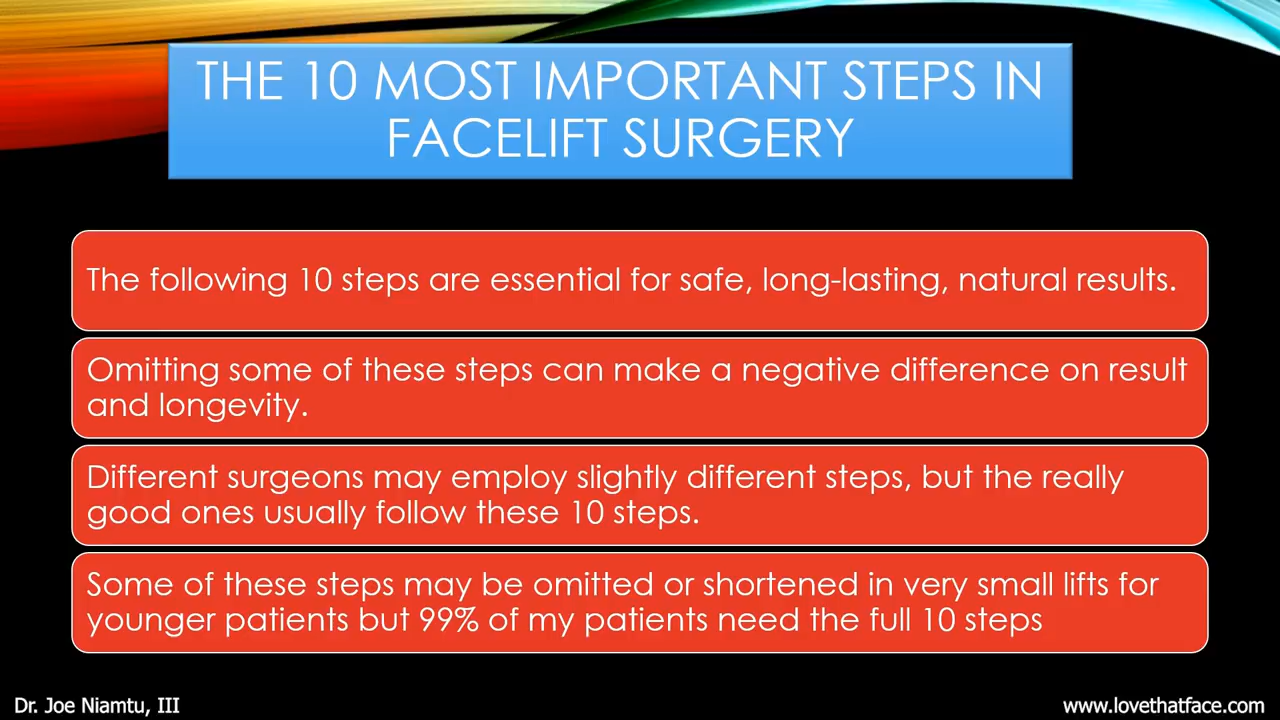 THE 10 MOST IMPORTANT STEPS IN
FACELIFT SURGERY
The following 10 steps are essential for safe, long-lasting, natural results.
Omitting some of these steps can make a negative difference on result
and longevity.
Different surgeons may employ slightly different steps, but the really
good ones usually follow these 10 steps.
Some of these steps may be omitted or shortened in very small lifts for
younger patients but 99% of my patients need the full 10 steps
Dr. Joe Niamtu, III
www.lovethatface.com